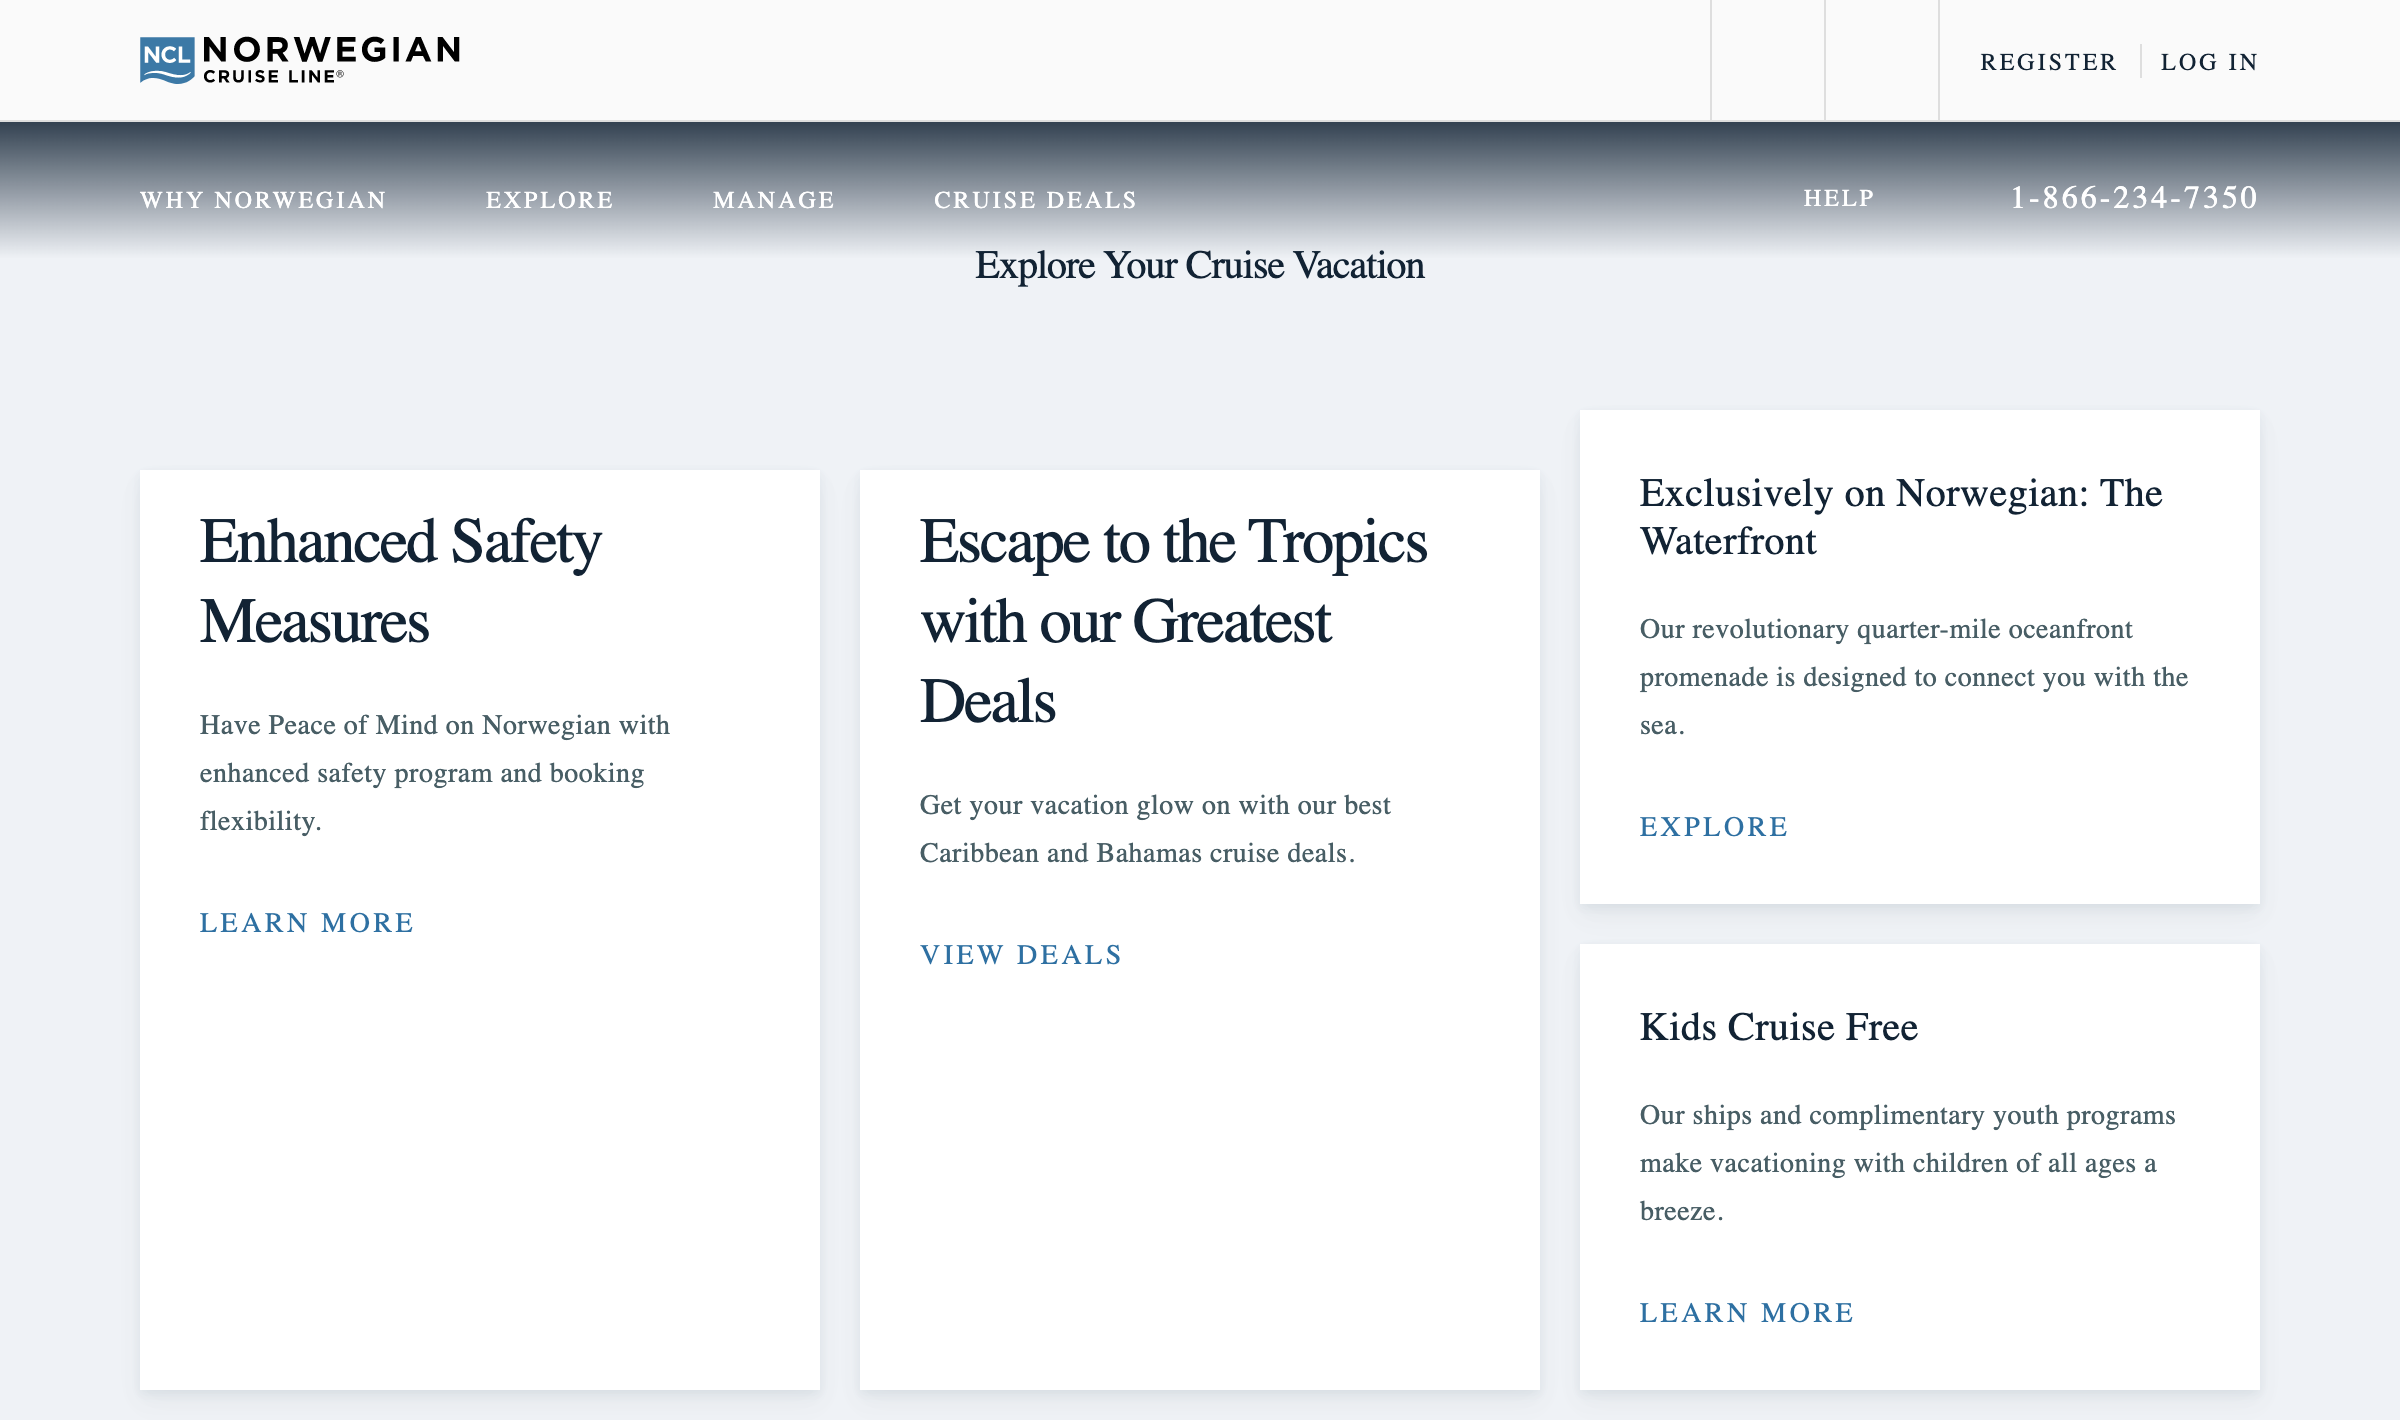 NCL NORWEGIAN
CRUISE LINE®
REGISTER LOG IN
WHY NORWEGIAN EXPLORE MANAGE CRUISE DEALS HELP 1-866-234-7350
Explore Your Cruise Vacation
Enhanced Safety
Measures
Have Peace of Mind on Norwegian with
enhanced safety program and booking
flexibility.
LEARN MORE
Escape to the Tropics
with our Greatest
Deals
Get your vacation glow on with our best
Caribbean and Bahamas cruise deals.
VIEW DEALS
Exclusively on Norwegian: The
Waterfront
Our revolutionary quarter-mile oceanfront
promenade is designed to connect you with the
sea.
EXPLORE
Kids Cruise Free
Our ships and complimentary youth programs
make vacationing with children of all ages a
breeze.
LEARN MORE